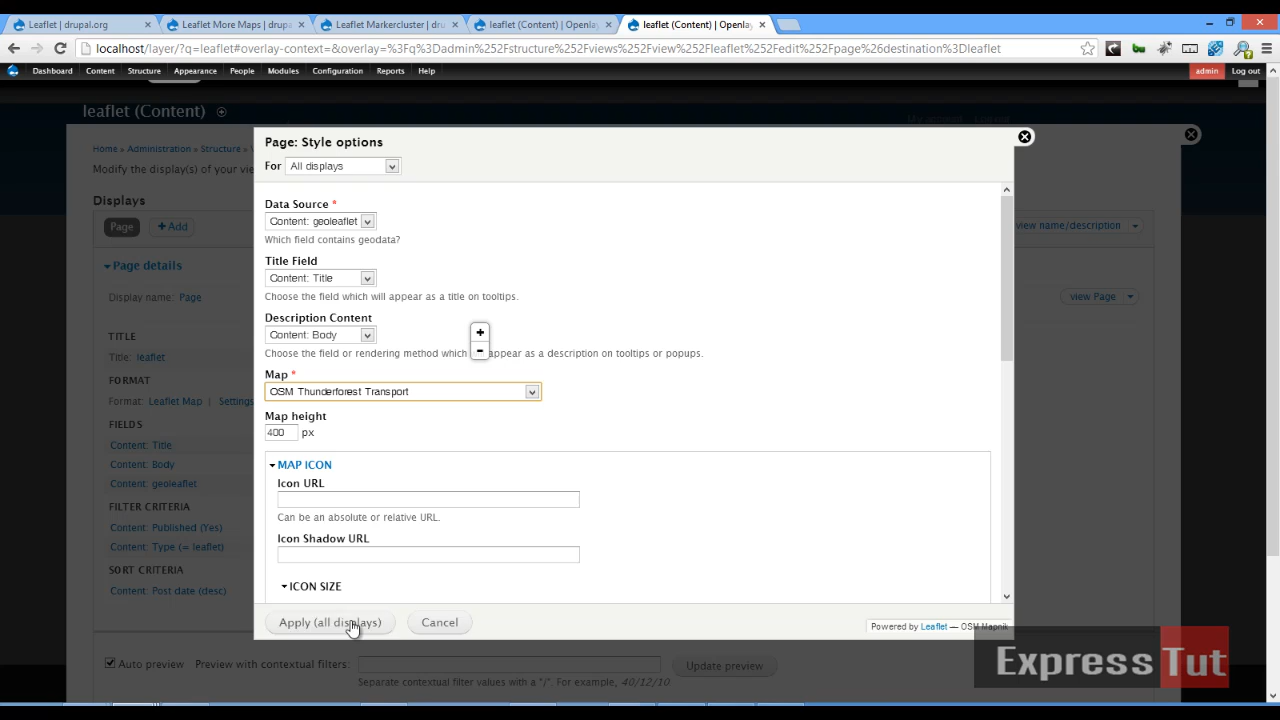 Leaflet | drupal.org
Leaflet More Maps | drupa
Leaflet Markercluster | dru
leaflet (Content) | Openlay
leaflet (Content) | Openlay
localhost/layer/?q=leaflet#overlay-context=&overlay=%3Fq%3Dadmin%252Fstructure%252Fviews%252Fview%252Fleaflet%252Fedit%252Fpage%26destination%3Dleaflet
Dashboard Content Structure Appearance People Modules Configuration Reports Help
admin Log out
leaflet (Content)
Home » Administration » Structure »
Modify the display(s) of your vie
Displays
Page + Add
view name/description
Page details
Display name: Page
view Page
TITLE
Title: leaflet
FORMAT
Format: Leaflet Map | Settings
FIELDS
Content: Title
Content: Body
Content: geoleaflet
FILTER CRITERIA
Content: Published (Yes)
Content: Type (= leaflet)
SORT CRITERIA
Content: Post date (desc)
Page: Style options
For All displays
Data Source *
Content: geoleaflet
Which field contains geodata?
Title Field
Content: Title
Choose the field which will appear as a title on tooltips.
Description Content
Content: Body
+
-
Choose the field or rendering method which appear as a description on tooltips or popups.
Map *
OSM Thunderforest Transport
Map height
400 px
MAP ICON
Icon URL
Can be an absolute or relative URL.
Icon Shadow URL
ICON SIZE
Apply (all displays) Cancel
Powered by Leaflet — OSM Mapnik
Auto preview Preview with contextual filters: Update preview
Separate contextual filter values with a "/". For example, 40/12/10
Express Tut